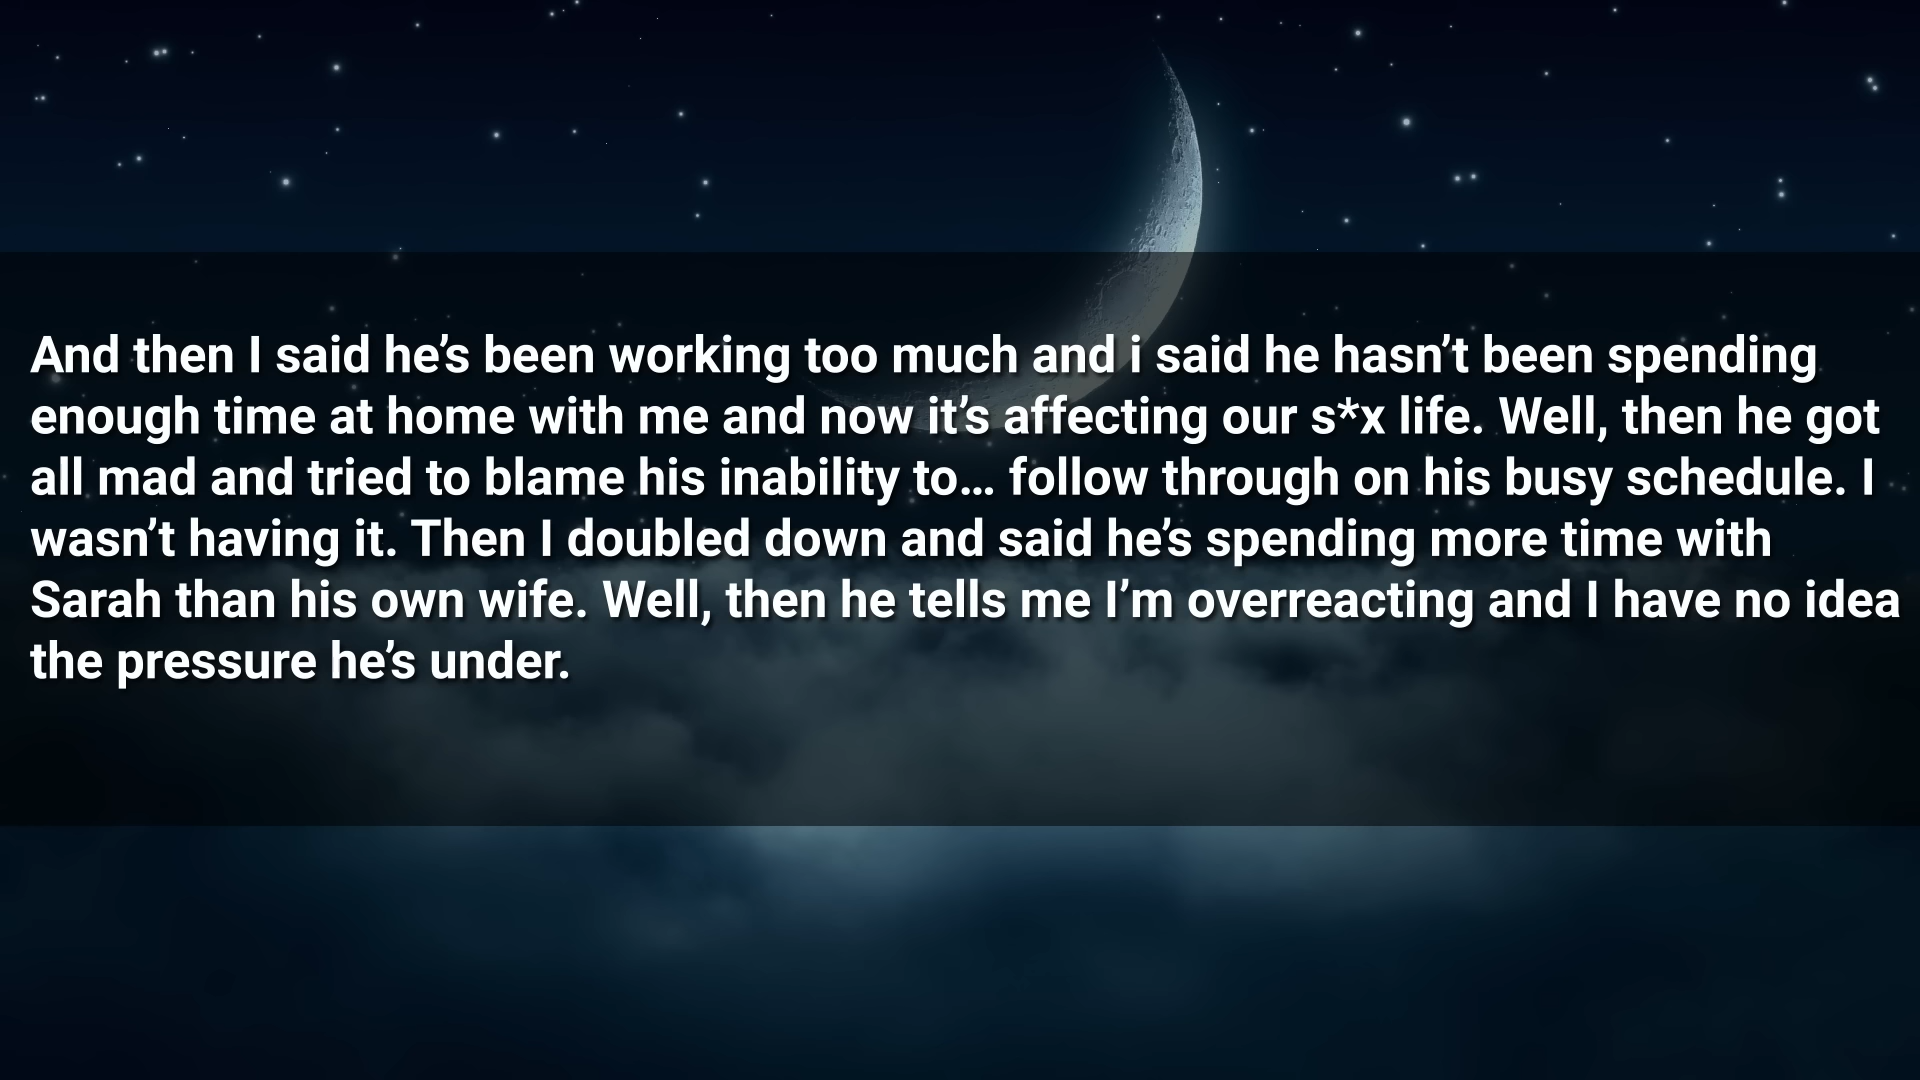 And then I said he’s been working too much and i said he hasn’t been spending
enough time at home with me and now it’s affecting our s*x life. Well, then he got
all mad and tried to blame his inability to... follow through on his busy schedule. I
wasn’t having it. Then I doubled down and said he’s spending more time with
Sarah than his own wife. Well, then he tells me I’m overreacting and I have no idea
the pressure he’s under.